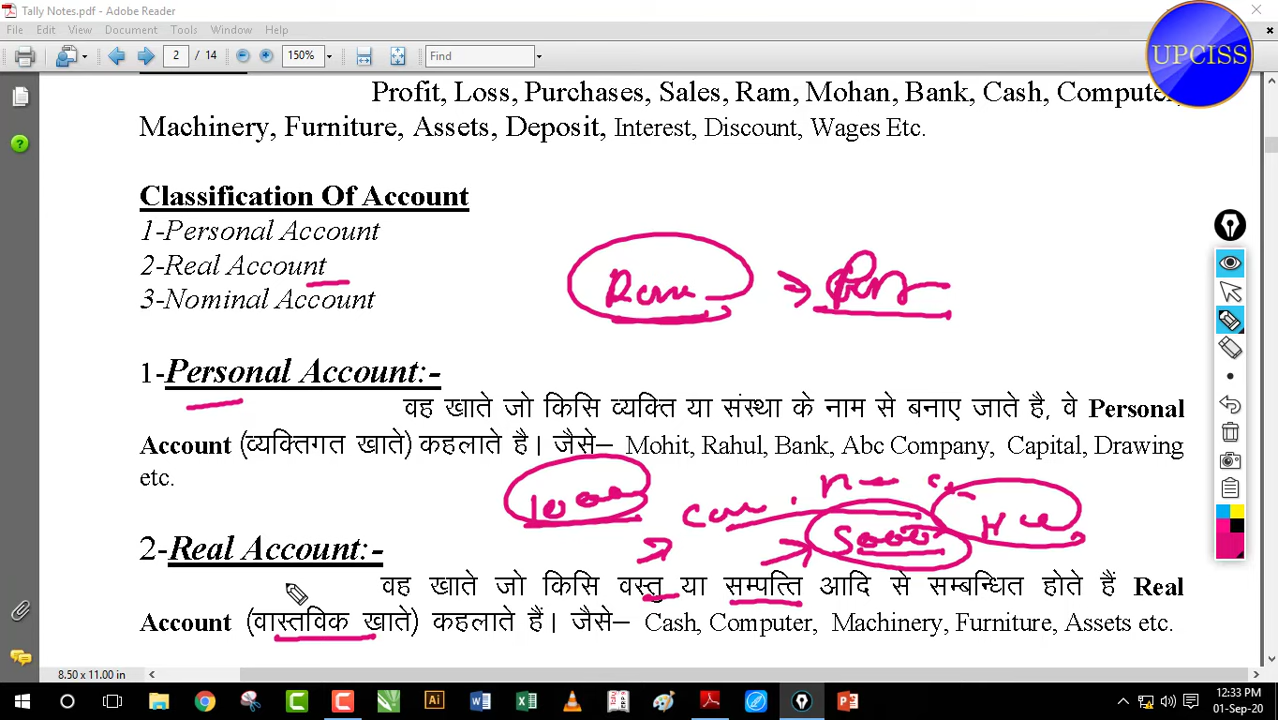 Tally Notes.pdf - Adobe Reader
File Edit View Document Tools Window Help
2 / 14 150% Find
UPCISS
Profit, Loss, Purchases, Sales, Ram, Mohan, Bank, Cash, Computer,
Machinery, Furniture, Assets, Deposit, Interest, Discount, Wages Etc.
Classification Of Account
1-Personal Account
2-Real Account
3-Nominal Account
1-Personal Account:-
वह खाते जो किसि व्यक्ति या संस्था के नाम से बनाए जाते है, वे Personal
Account (व्यक्तिगत खाते) कहलाते है। जैसे– Mohit, Rahul, Bank, Abc Company, Capital, Drawing
etc.
2-Real Account:-
वह खाते जो किसि वस्तु या सम्पत्ति आदि से सम्बन्धित होते हैं Real
Account (वास्तविक खाते) कहलाते हैं। जैसे– Cash, Computer, Machinery, Furniture, Assets etc.
8.50 x 11.00 in
12:33 PM
01-Sep-20